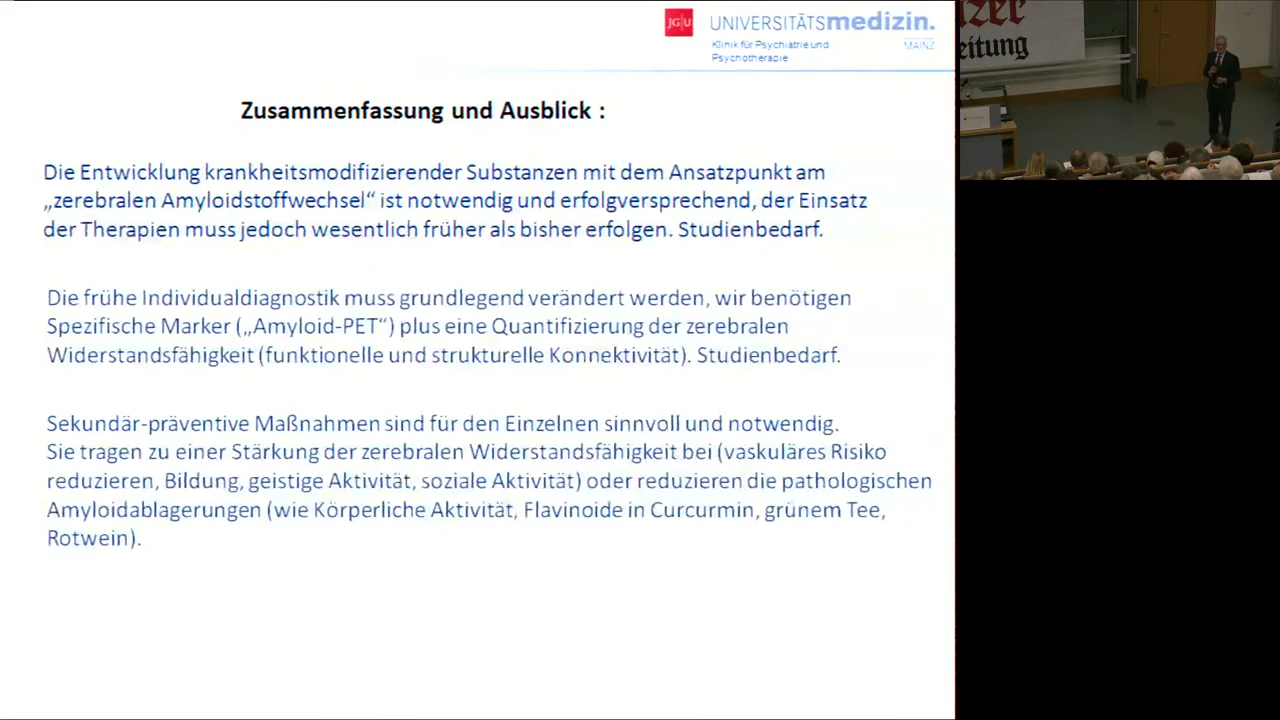 JG|U
UNIVERSITÄTSmedizin.
MAINZ
Klinik für Psychiatrie und
Psychotherapie
Zusammenfassung und Ausblick :
Die Entwicklung krankheitsmodifizierender Substanzen mit dem Ansatzpunkt am
„zerebralen Amyloidstoffwechsel“ ist notwendig und erfolgversprechend, der Einsatz
der Therapien muss jedoch wesentlich früher als bisher erfolgen. Studienbedarf.
Die frühe Individualdiagnostik muss grundlegend verändert werden, wir benötigen
Spezifische Marker („Amyloid-PET“) plus eine Quantifizierung der zerebralen
Widerstandsfähigkeit (funktionelle und strukturelle Konnektivität). Studienbedarf.
Sekundär-präventive Maßnahmen sind für den Einzelnen sinnvoll und notwendig.
Sie tragen zu einer Stärkung der zerebralen Widerstandsfähigkeit bei (vaskuläres Risiko
reduzieren, Bildung, geistige Aktivität, soziale Aktivität) oder reduzieren die pathologischen
Amyloidablagerungen (wie Körperliche Aktivität, Flavinoide in Curcurmin, grünem Tee,
Rotwein).